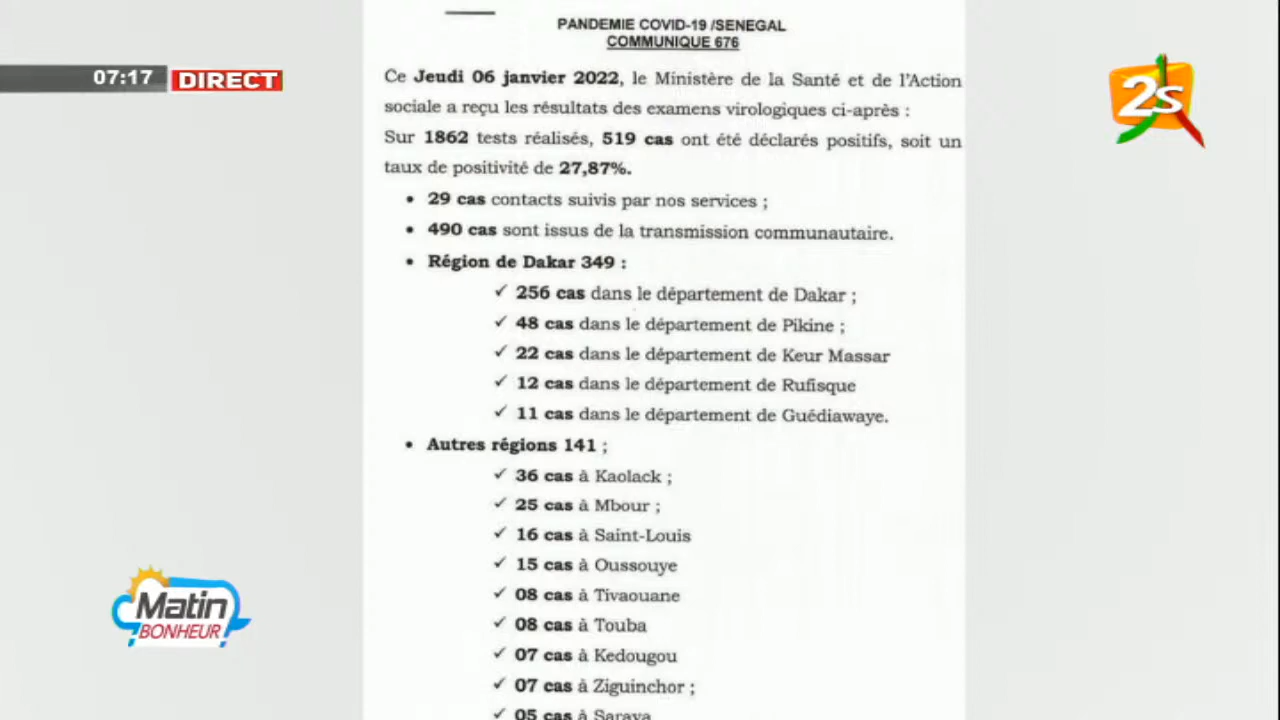 PANDEMIE COVID-19 /SENEGAL
COMMUNIQUE 676
07:17 DIRECT
2s
Ce Jeudi 06 janvier 2022, le Ministère de la Santé et de l'Action
sociale a reçu les résultats des examens virologiques ci-après :
Sur 1862 tests réalisés, 519 cas ont été déclarés positifs, soit un
taux de positivité de 27,87%.
• 29 cas contacts suivis par nos services ;
• 490 cas sont issus de la transmission communautaire.
• Région de Dakar 349 :
✓ 256 cas dans le département de Dakar ;
✓ 48 cas dans le département de Pikine ;
✓ 22 cas dans le département de Keur Massar
✓ 12 cas dans le département de Rufisque
✓ 11 cas dans le département de Guédiawaye.
• Autres régions 141 ;
✓ 36 cas à Kaolack ;
✓ 25 cas à Mbour ;
✓ 16 cas à Saint-Louis
✓ 15 cas à Oussouye
✓ 08 cas à Tivaouane
✓ 08 cas à Touba
✓ 07 cas à Kedougou
✓ 07 cas à Ziguinchor ;
✓ 05 cas à Saraya
Matin
BONHEUR